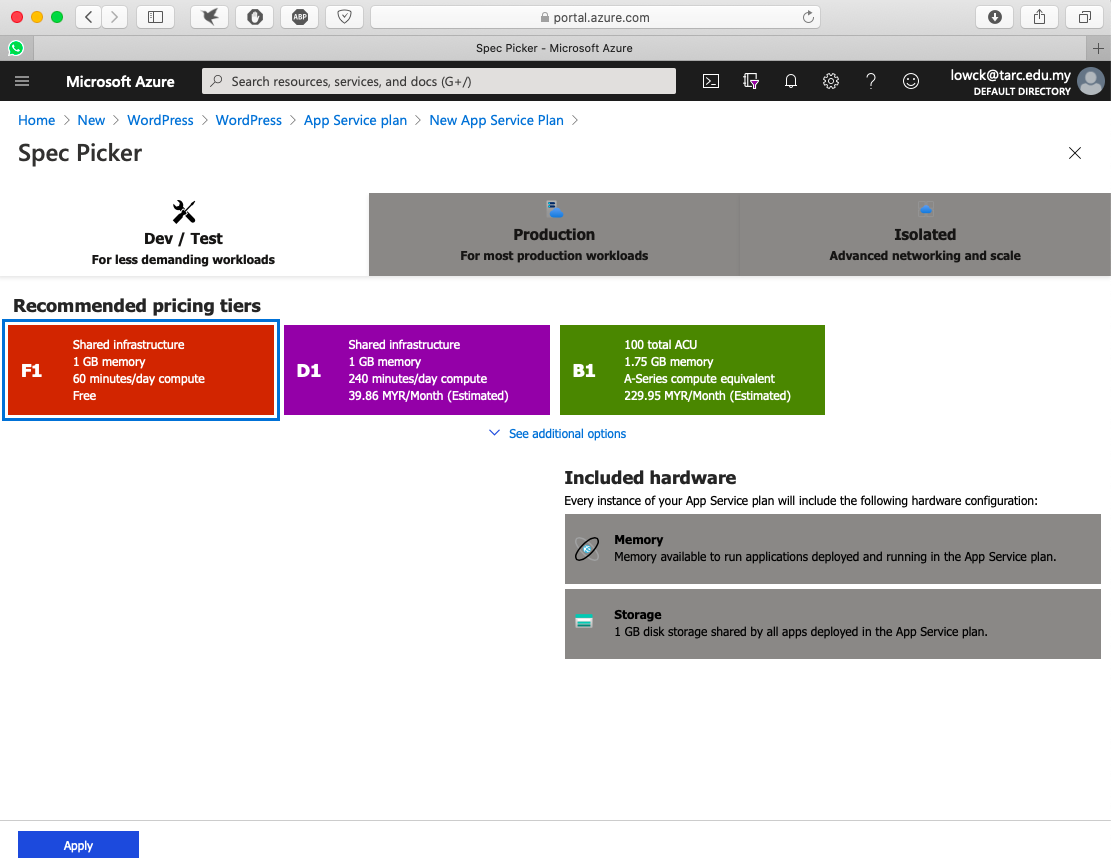 portal.azure.com
ABP
Spec Picker - Microsoft Azure
Microsoft Azure
Search resources, services, and docs (G+/)
lowck@tarc.edu.my
DEFAULT DIRECTORY
Home > New > WordPress > WordPress > App Service plan > New App Service Plan >
Spec Picker
Dev / Test
For less demanding workloads
Production
For most production workloads
Isolated
Advanced networking and scale
Recommended pricing tiers
F1
Shared infrastructure
1 GB memory
60 minutes/day compute
Free
D1
Shared infrastructure
1 GB memory
240 minutes/day compute
39.86 MYR/Month (Estimated)
B1
100 total ACU
1.75 GB memory
A-Series compute equivalent
229.95 MYR/Month (Estimated)
See additional options
Included hardware
Every instance of your App Service plan will include the following hardware configuration:
Memory
Memory available to run applications deployed and running in the App Service plan.
Storage
1 GB disk storage shared by all apps deployed in the App Service plan.
Apply